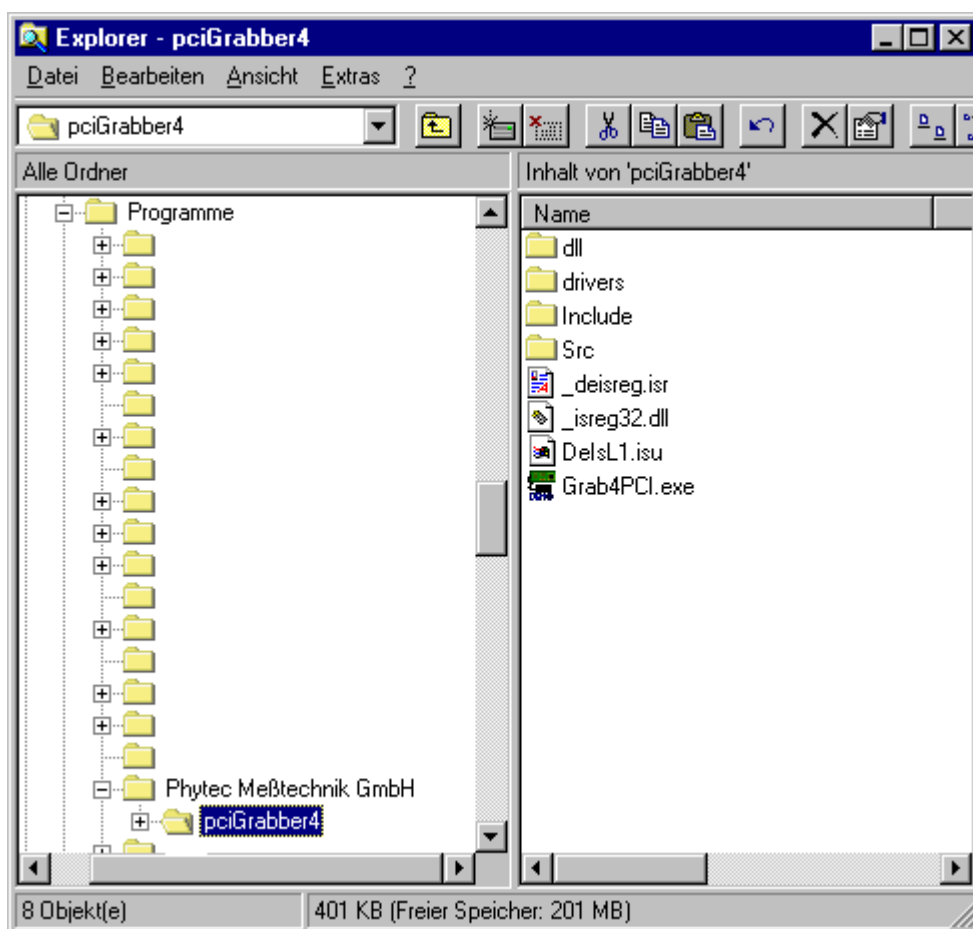 Explorer - pciGrabber4
Datei Bearbeiten Ansicht Extras ?
pciGrabber4
Alle Ordner
Inhalt von 'pciGrabber4'
Programme
Phytec Meßtechnik GmbH
pciGrabber4
Name
dll
drivers
Include
Src
_deisreg.isr
_isreg32.dll
DeIsL1.isu
Grab4PCI.exe
8 Objekt(e)
401 KB (Freier Speicher: 201 MB)